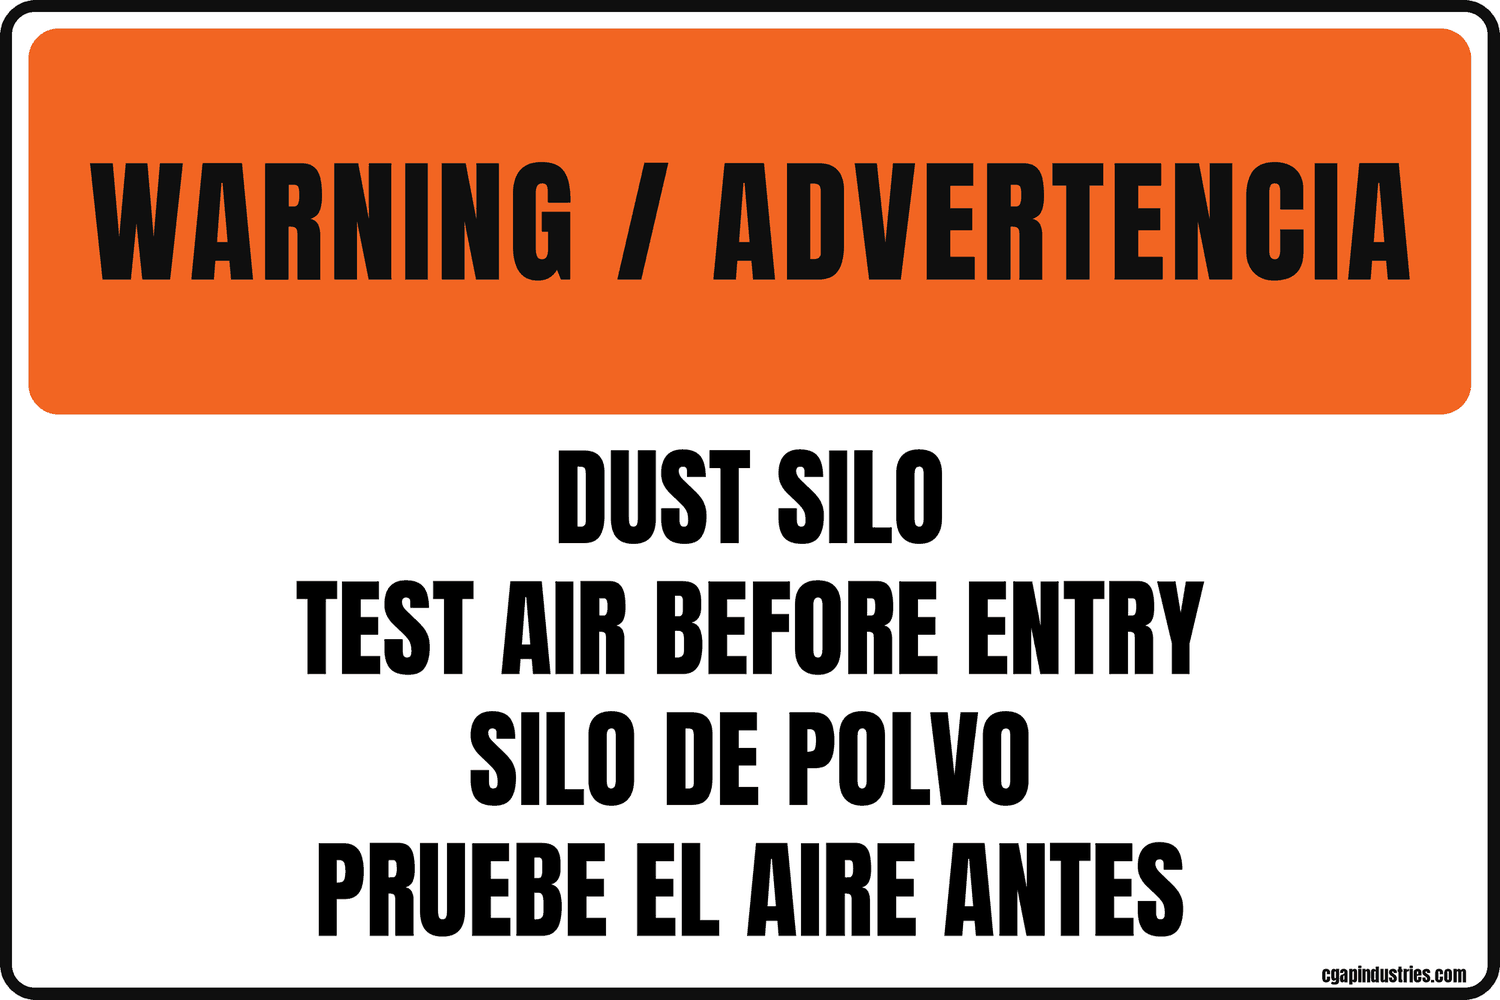 WARNING / ADVERTENCIA
DUST SILO
TEST AIR BEFORE ENTRY
SILO DE POLVO
PRUEBE EL AIRE ANTES
cgapindustries.com